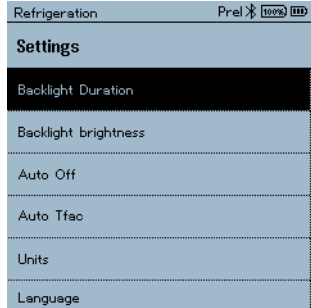 Refrigeration Prel 100%
Settings
Backlight Duration
Backlight brightness
Auto Off
Auto Tfac
Units
Language